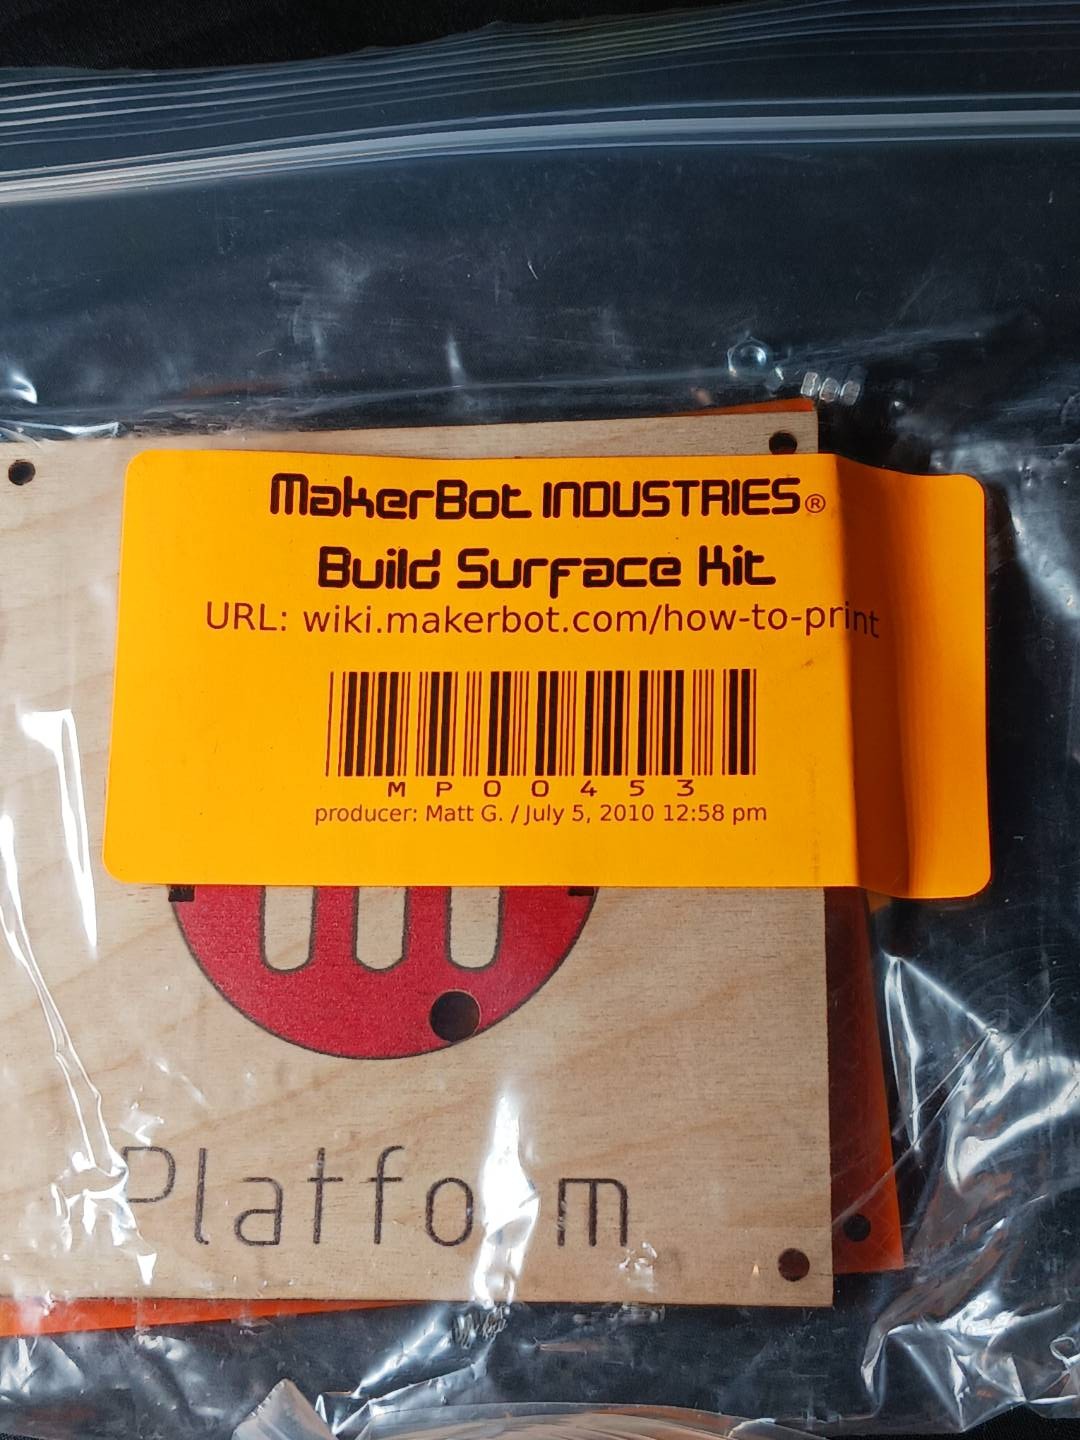 MakerBot INDUSTRIES®
Build Surface Kit
URL: wiki.makerbot.com/how-to-print
MP00453
producer: Matt G. / July 5, 2010 12:58 pm
Platform